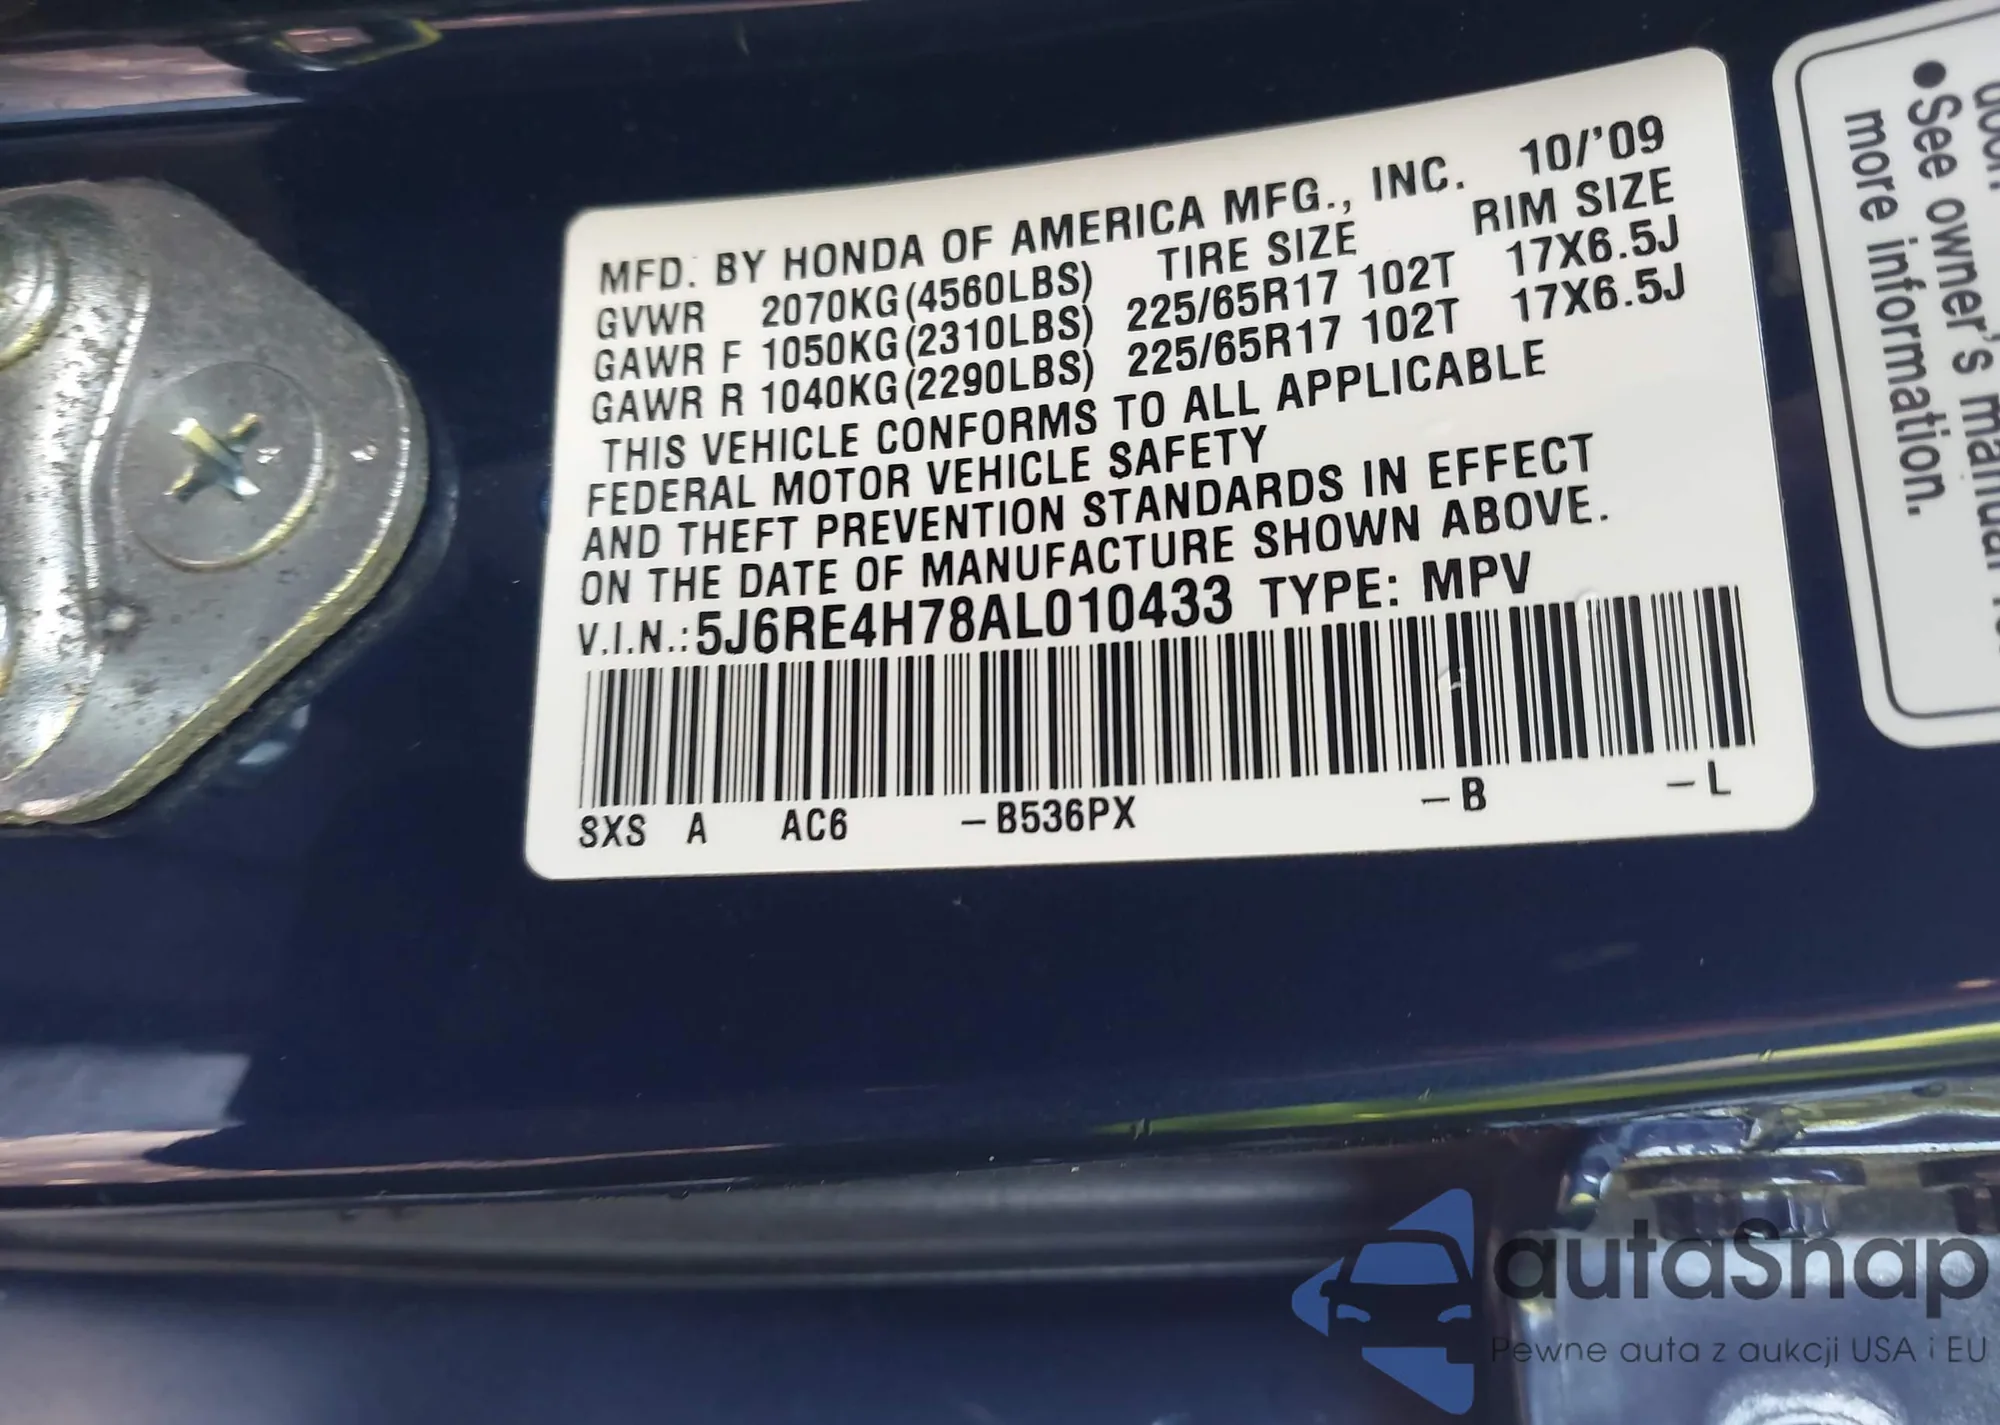 MFD. BY HONDA OF AMERICA MFG., INC. 10/'09
GVWR 2070KG(4560LBS) TIRE SIZE RIM SIZE
GAWR F 1050KG(2310LBS) 225/65R17 102T 17X6.5J
GAWR R 1040KG(2290LBS) 225/65R17 102T 17X6.5J
THIS VEHICLE CONFORMS TO ALL APPLICABLE
FEDERAL MOTOR VEHICLE SAFETY
AND THEFT PREVENTION STANDARDS IN EFFECT
ON THE DATE OF MANUFACTURE SHOWN ABOVE.
V.I.N.: 5J6RE4H78AL010433 TYPE: MPV
SXS A AC6 –B536PX –B –L
●See owner's manual
more information.
autaSnap
Pewne auta z aukcji USA i EU